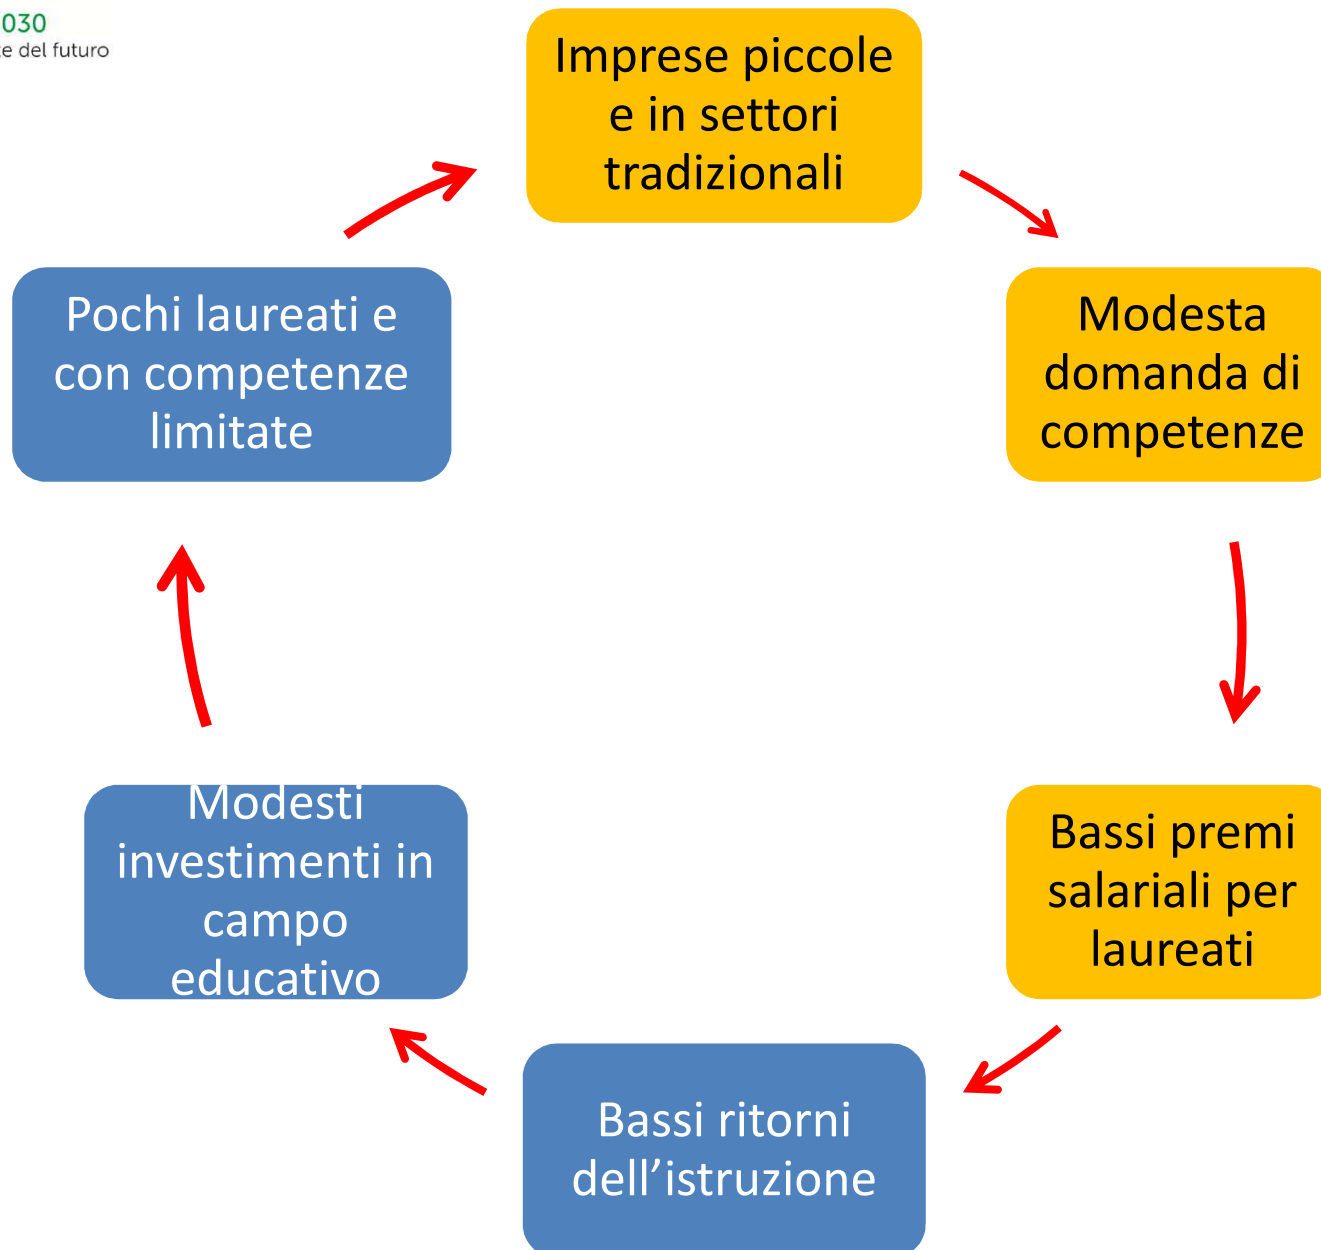 030
e del futuro
Imprese piccole
e in settori
tradizionali
Modesta
domanda di
competenze
Bassi premi
salariali per
laureati
Bassi ritorni
dell’istruzione
Modesti
investimenti in
campo
educativo
Pochi laureati e
con competenze
limitate